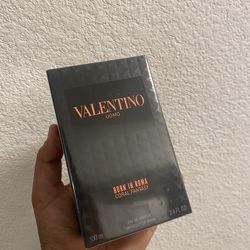 VALENTINO
UOMO
BORN IN ROMA
CORAL FANTASY
100 ml
3.4 FL.OZ